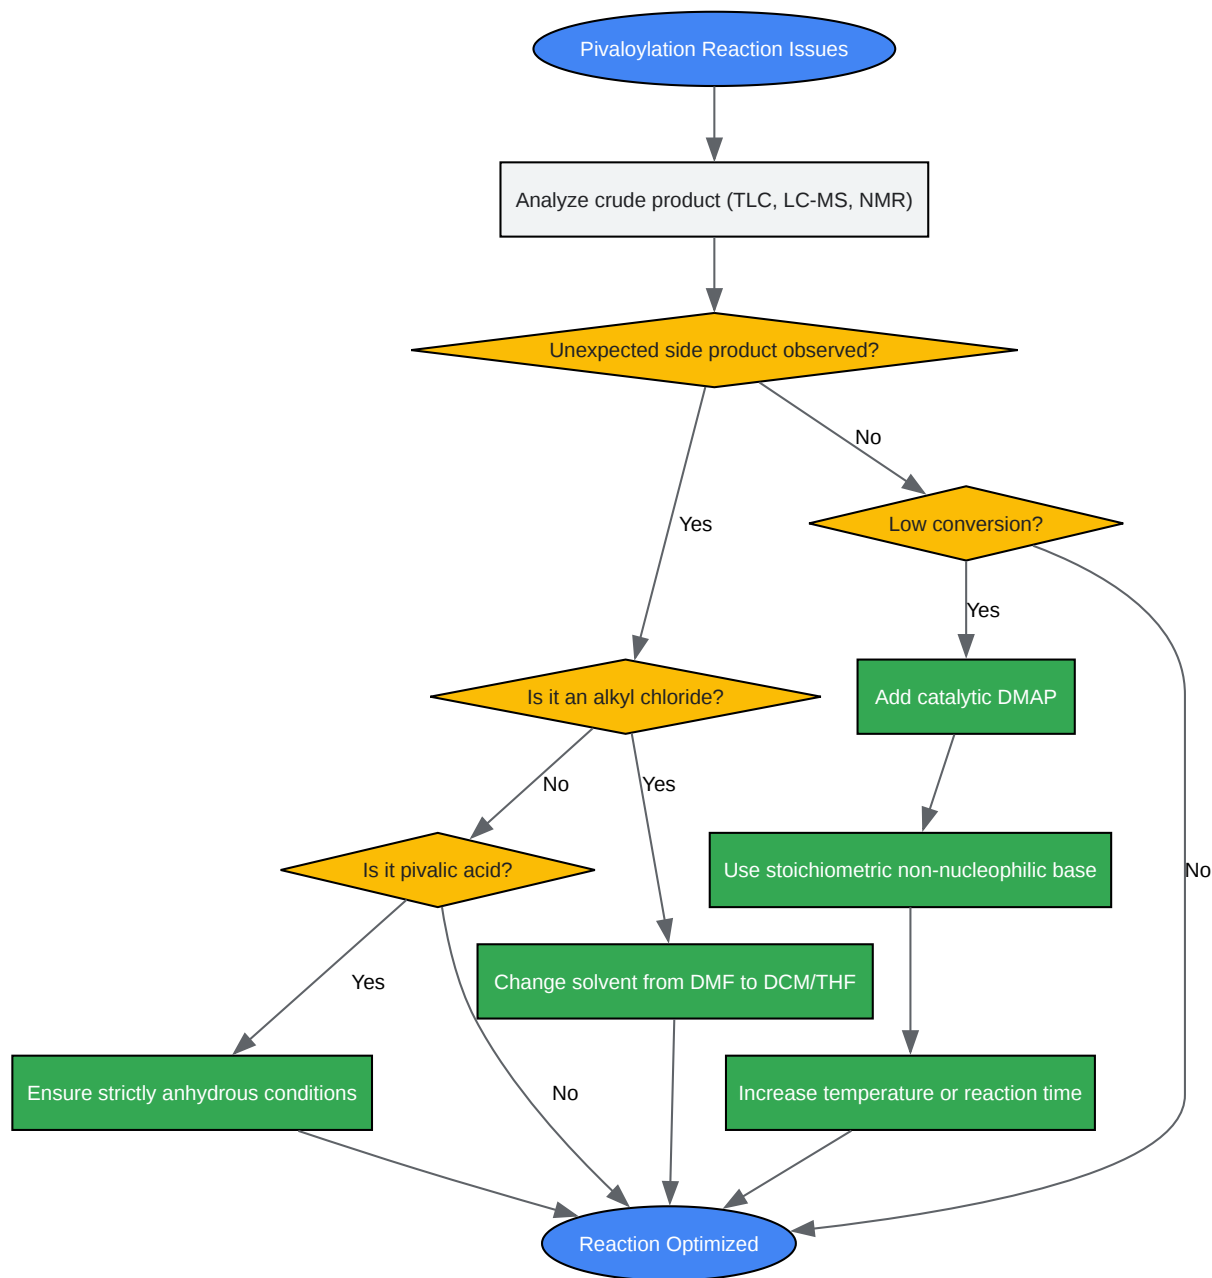 Pivaloylation Reaction Issues
Analyze crude product (TLC, LC-MS, NMR)
Unexpected side product observed?
No
Yes
Low conversion?
Yes
Is it an alkyl chloride?
Add catalytic DMAP
No
Yes
Is it pivalic acid?
Use stoichiometric non-nucleophilic base
No
Yes
Change solvent from DMF to DCM/THF
Ensure strictly anhydrous conditions
No
Increase temperature or reaction time
Reaction Optimized